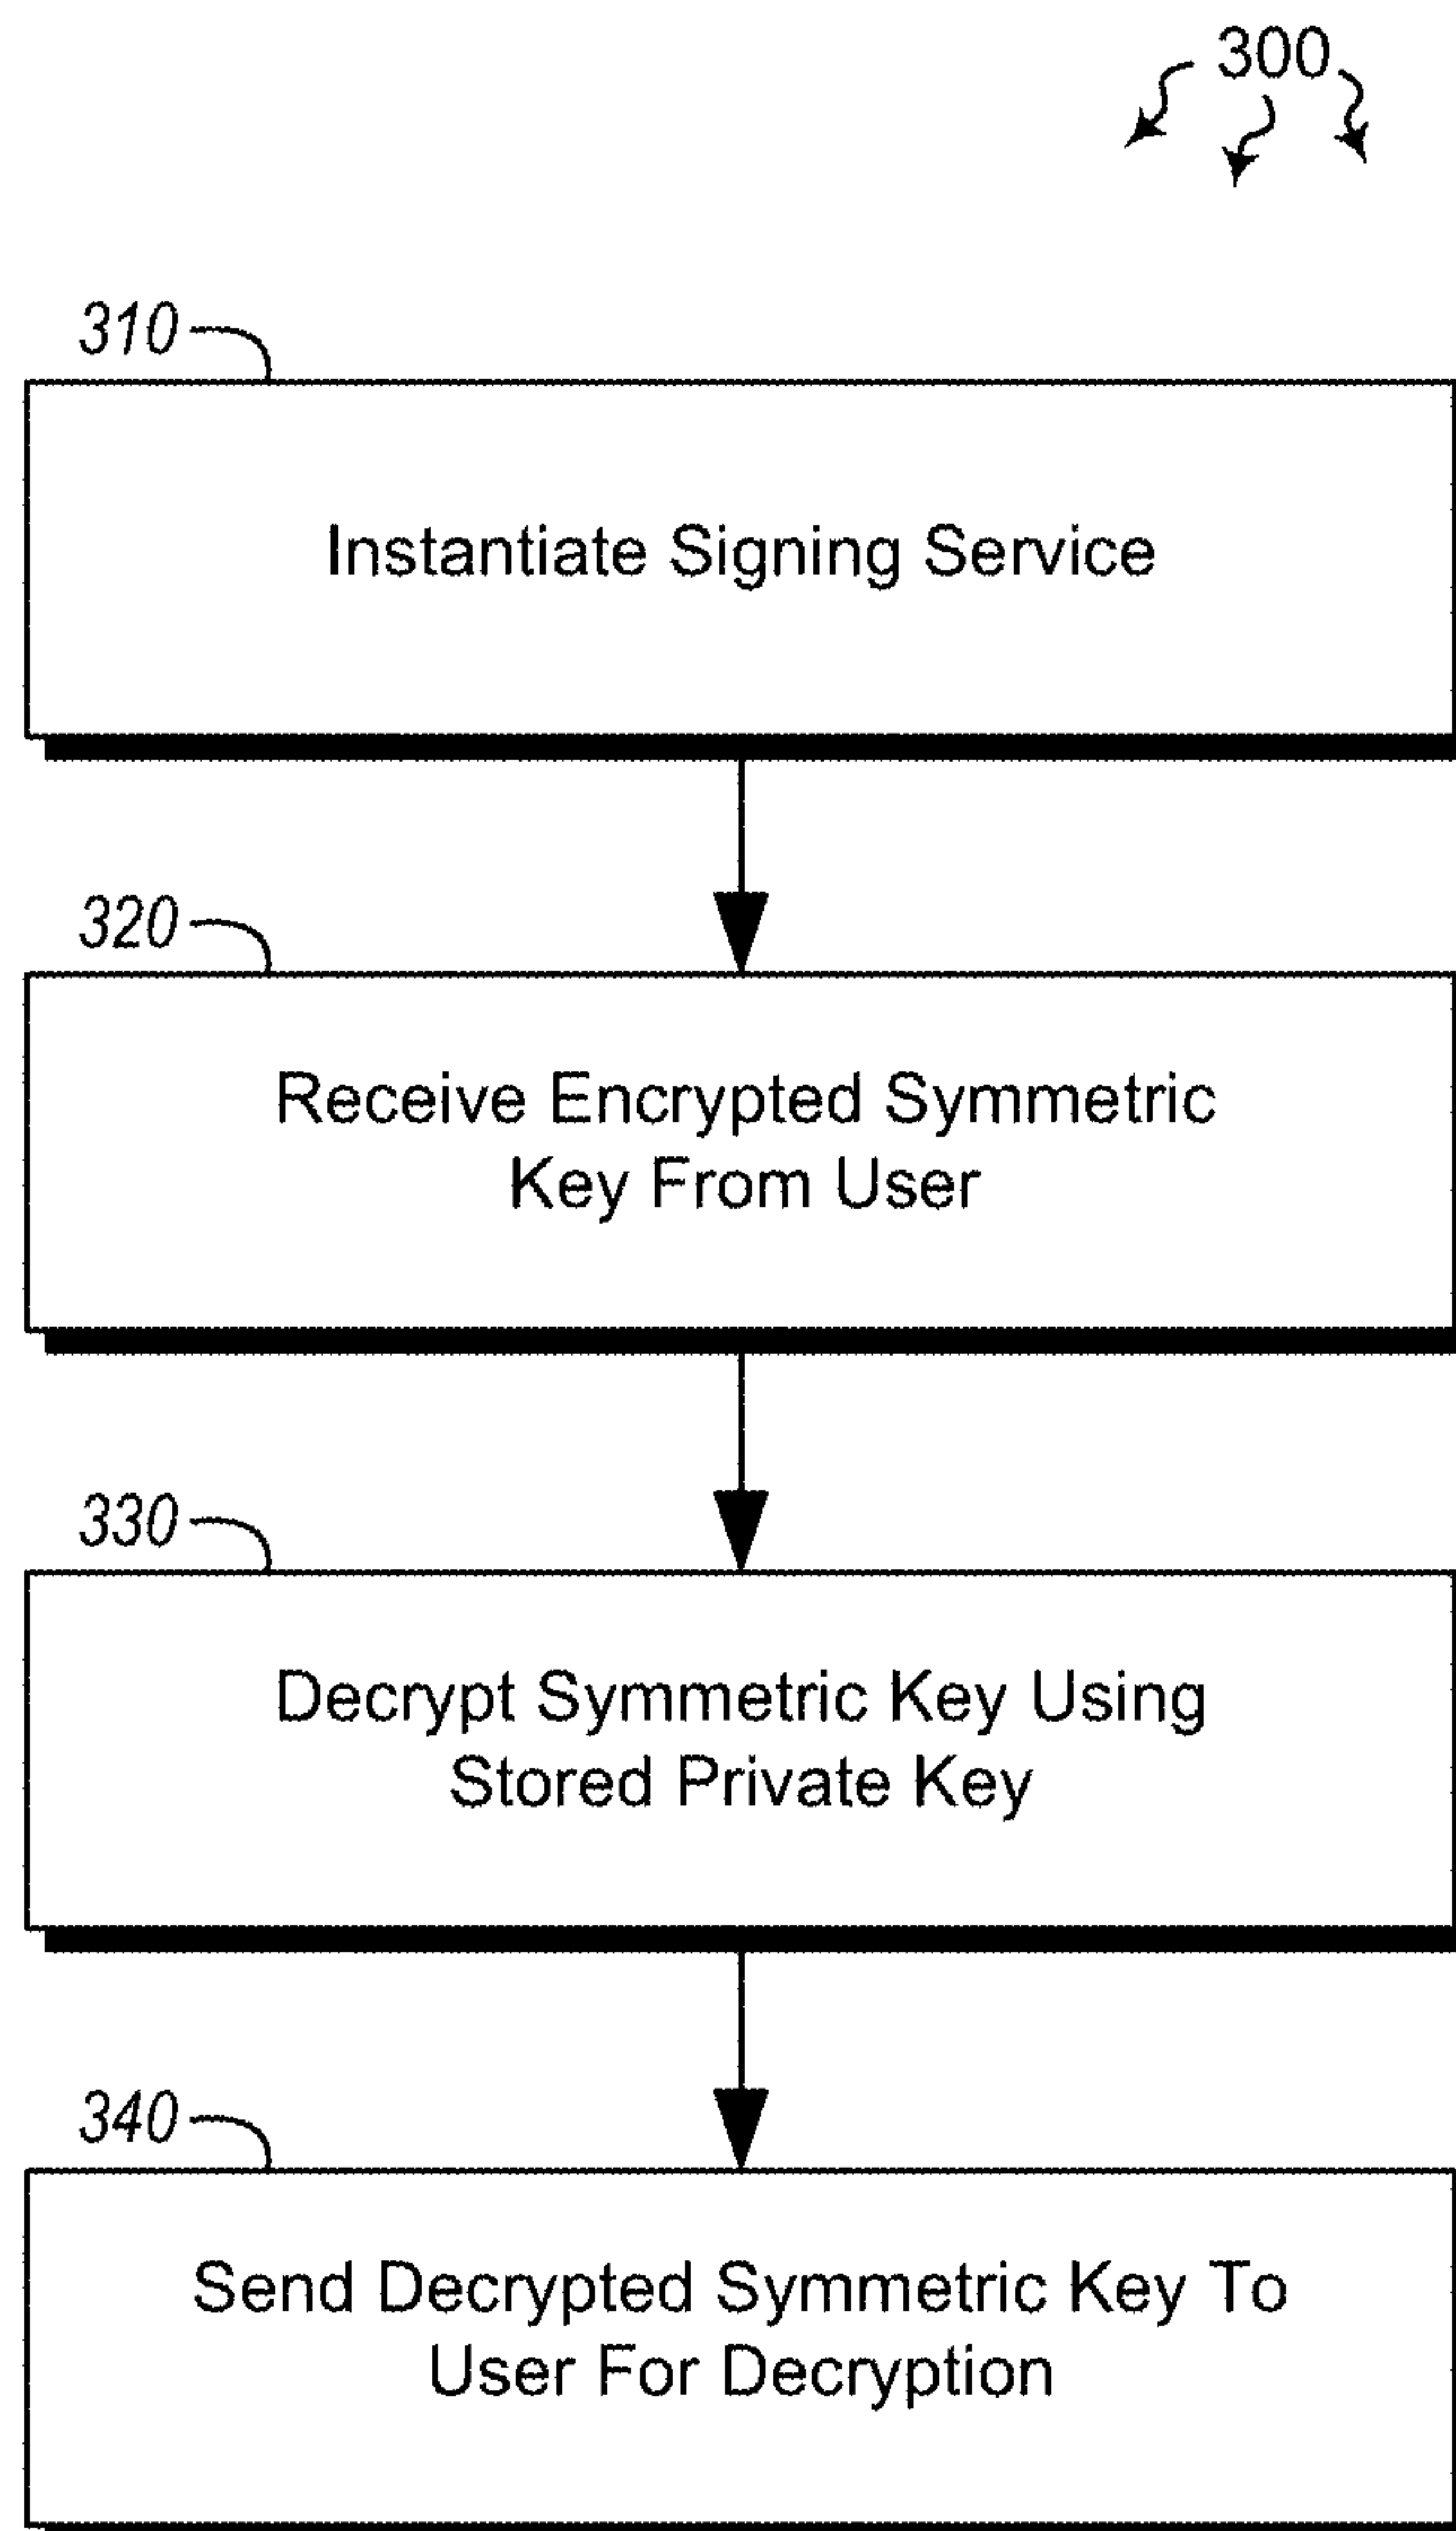 300
310
Instantiate Signing Service
320
Receive Encrypted Symmetric
Key From User
330
Decrypt Symmetric Key Using
Stored Private Key
340
Send Decrypted Symmetric Key To
User For Decryption